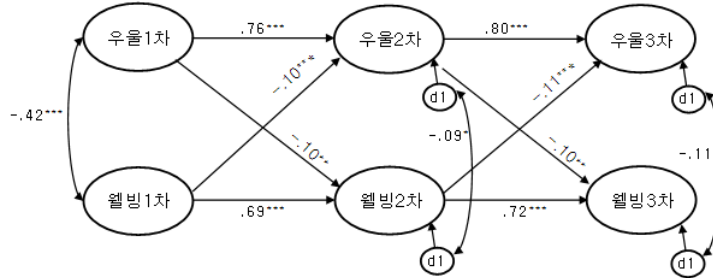 우울1차
.76***
우울2차
.80***
우울3차
d1
d1
-.42***
-.10***
-.10**
-.09*
-.11***
-.10**
-.11
웰빙1차
.69***
웰빙2차
.72***
웰빙3차
d1
d1